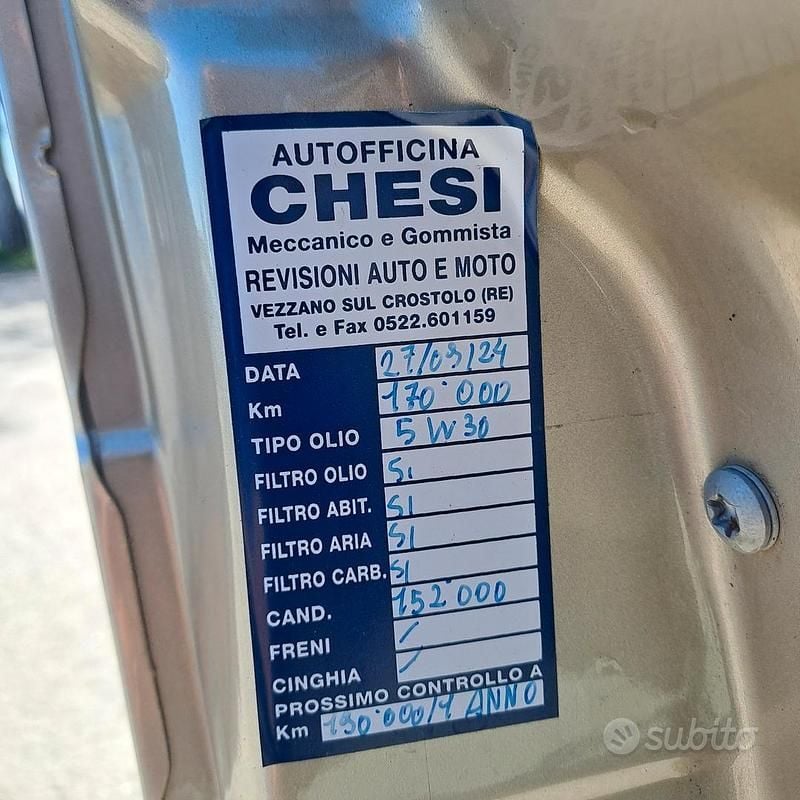 AUTOFFICINA
CHESI
Meccanico e Gommista
REVISIONI AUTO E MOTO
VEZZANO SUL CROSTOLO (RE)
Tel. e Fax 0522.601159
DATA 27/09/24
Km 170'000
TIPO OLIO 5W30
FILTRO OLIO Si
FILTRO ABIT. SI
FILTRO ARIA SI
FILTRO CARB. SI
CAND. 152'000
FRENI /
CINGHIA /
PROSSIMO CONTROLLO A
Km 190'000/1 ANNO
subito